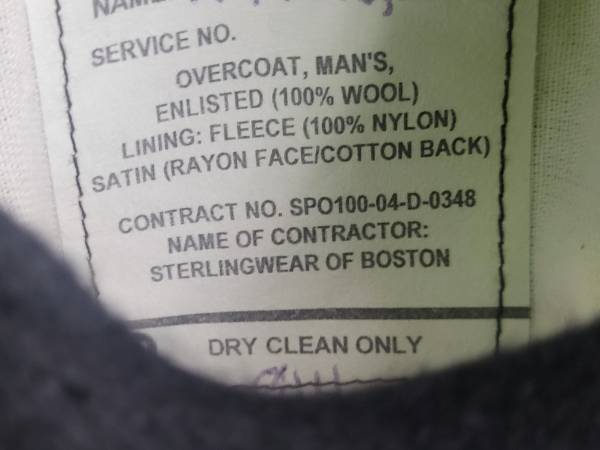 NAME
SERVICE NO.
OVERCOAT, MAN'S,
ENLISTED (100% WOOL)
LINING: FLEECE (100% NYLON)
SATIN (RAYON FACE/COTTON BACK)
CONTRACT NO. SPO100-04-D-0348
NAME OF CONTRACTOR:
STERLINGWEAR OF BOSTON
DRY CLEAN ONLY